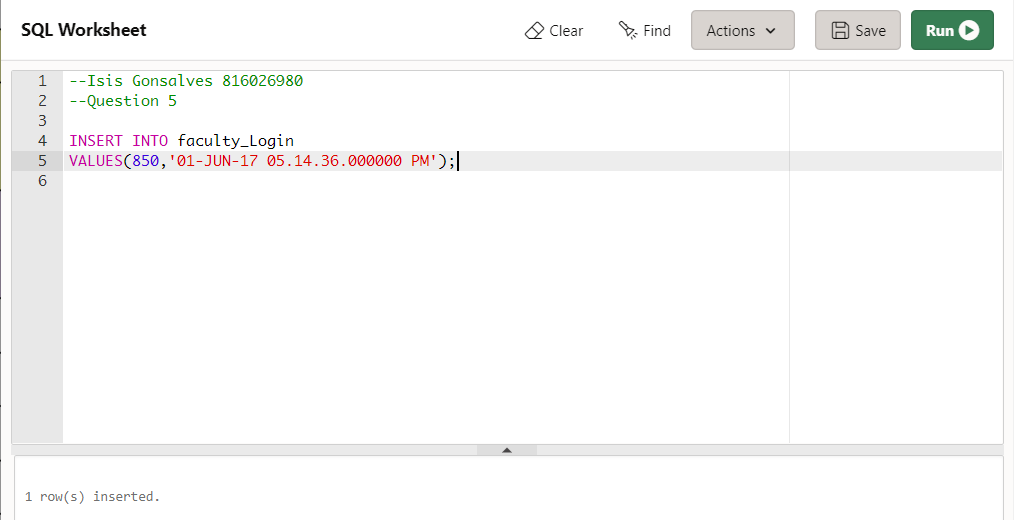 SQL Worksheet
Clear
Find
Actions
Save
Run
1 --Isis Gonsalves 816026980
2 --Question 5
3
4 INSERT INTO faculty_Login
5 VALUES(850,'01-JUN-17 05.14.36.000000 PM');
6
1 row(s) inserted.